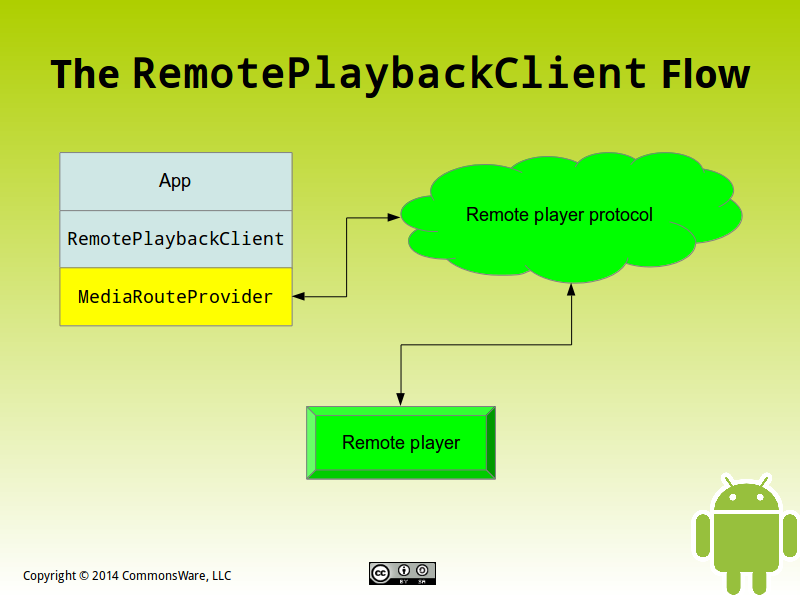 The RemotePlaybackClient Flow
App
RemotePlaybackClient
MediaRouteProvider
Remote player protocol
Remote player
Copyright © 2014 CommonsWare, LLC
cc
BY SA